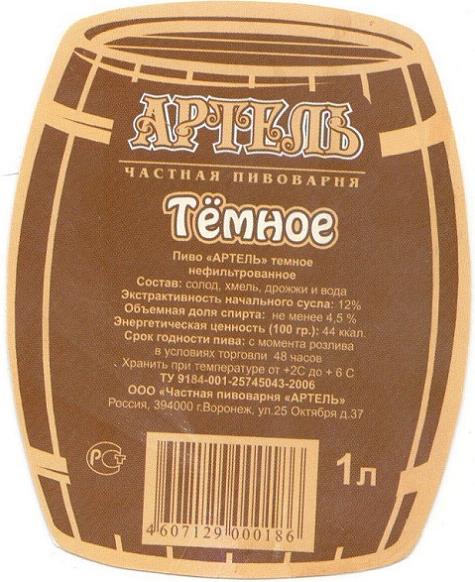 АРТЕЛЬ
ЧАСТНАЯ ПИВОВАРНЯ
Тёмное
Пиво «АРТЕЛЬ» темное
нефильтрованное
Состав: солод, хмель, дрожжи и вода
Экстрактивность начального сусла: 12%
Объемная доля спирта: не менее 4,5 %
Энергетическая ценность (100 гр.): 44 ккал.
Срок годности пива: с момента розлива
в условиях торговли 48 часов
Хранить при температуре от +2С до + 6 С
ТУ 9184-001-25745043-2006
ООО «Частная пивоварня «АРТЕЛЬ»
Россия, 394000 г.Воронеж, ул.25 Октября д.37
РСТ
1л
4607129000186